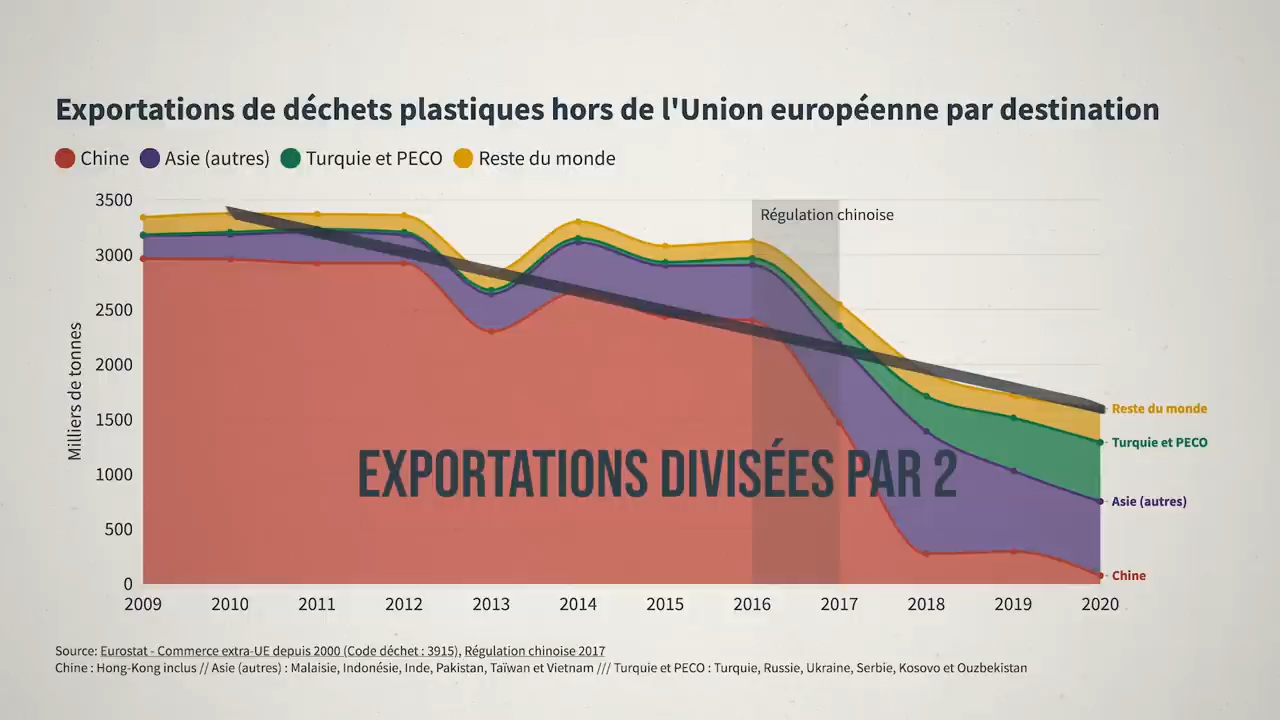 Exportations de déchets plastiques hors de l'Union européenne par destination
Chine Asie (autres) Turquie et PECO Reste du monde
3500
Régulation chinoise
3000
2500
2000
Milliers de tonnes
1500
1000
500
0
EXPORTATIONS DIVISÉES PAR 2
Reste du monde
Turquie et PECO
Asie (autres)
Chine
2009 2010 2011 2012 2013 2014 2015 2016 2017 2018 2019 2020
Source: Eurostat - Commerce extra-UE depuis 2000 (Code déchet : 3915), Régulation chinoise 2017
Chine : Hong-Kong inclus // Asie (autres) : Malaisie, Indonésie, Inde, Pakistan, Taïwan et Vietnam /// Turquie et PECO : Turquie, Russie, Ukraine, Serbie, Kosovo et Ouzbekistan